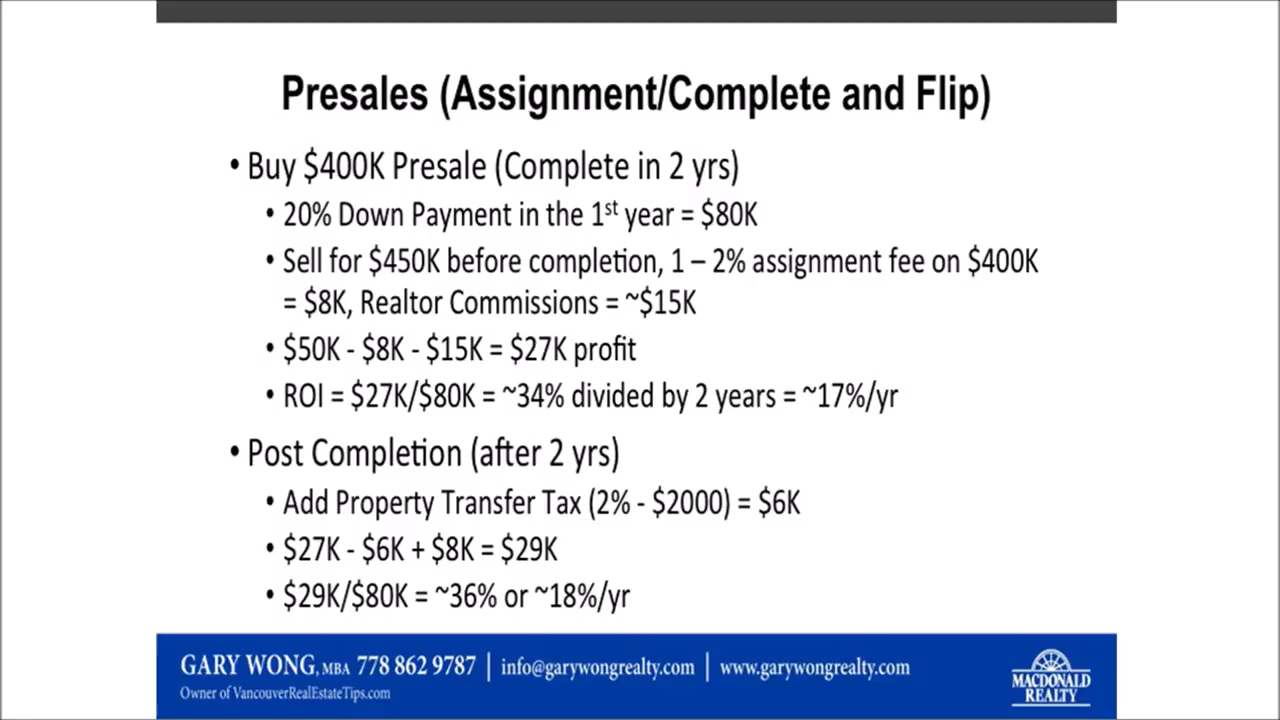 Presales (Assignment/Complete and Flip)
• Buy $400K Presale (Complete in 2 yrs)
• 20% Down Payment in the 1st year = $80K
• Sell for $450K before completion, 1 – 2% assignment fee on $400K
= $8K, Realtor Commissions = ~$15K
• $50K - $8K - $15K = $27K profit
• ROI = $27K/$80K = ~34% divided by 2 years = ~17%/yr
• Post Completion (after 2 yrs)
• Add Property Transfer Tax (2% - $2000) = $6K
• $27K - $6K + $8K = $29K
• $29K/$80K = ~36% or ~18%/yr
GARY WONG, MBA 778 862 9787 | info@garywongrealty.com | www.garywongrealty.com
Owner of VancouverRealEstateTips.com
MACDONALD
REALTY